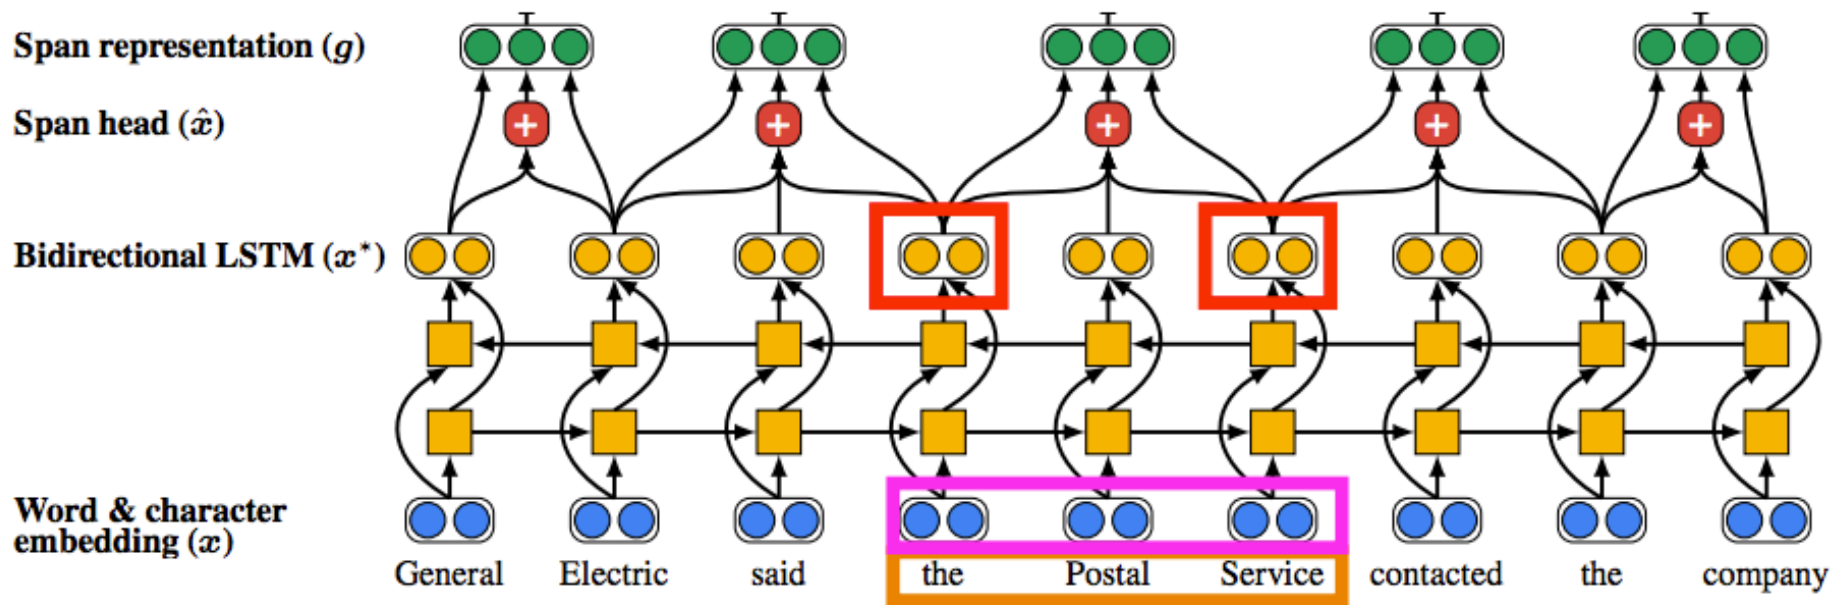 Span representation (g)
Span head (x̂)
Bidirectional LSTM (x*)
Word & character
embedding (x)
General Electric said the Postal Service contacted the company